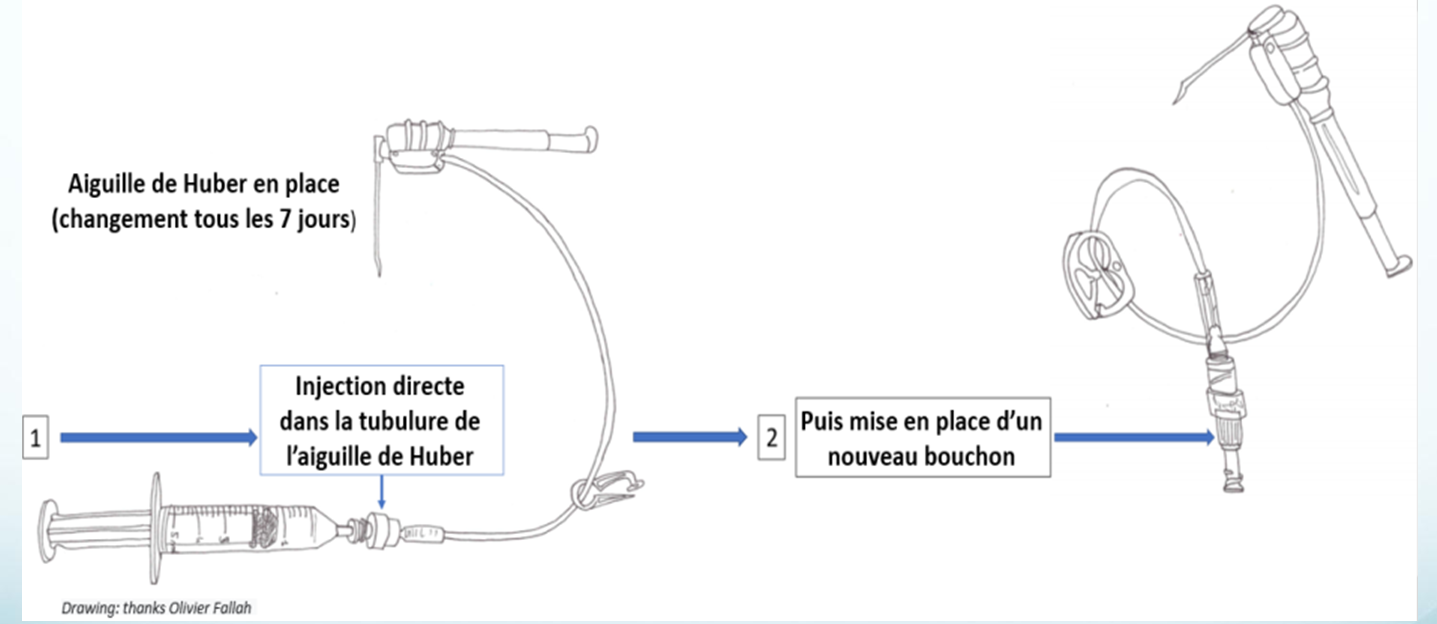 Aiguille de Huber en place
(changement tous les 7 jours)
1
Injection directe
dans la tubulure de
l’aiguille de Huber
2
Puis mise en place d’un
nouveau bouchon
Drawing: thanks Olivier Fallah